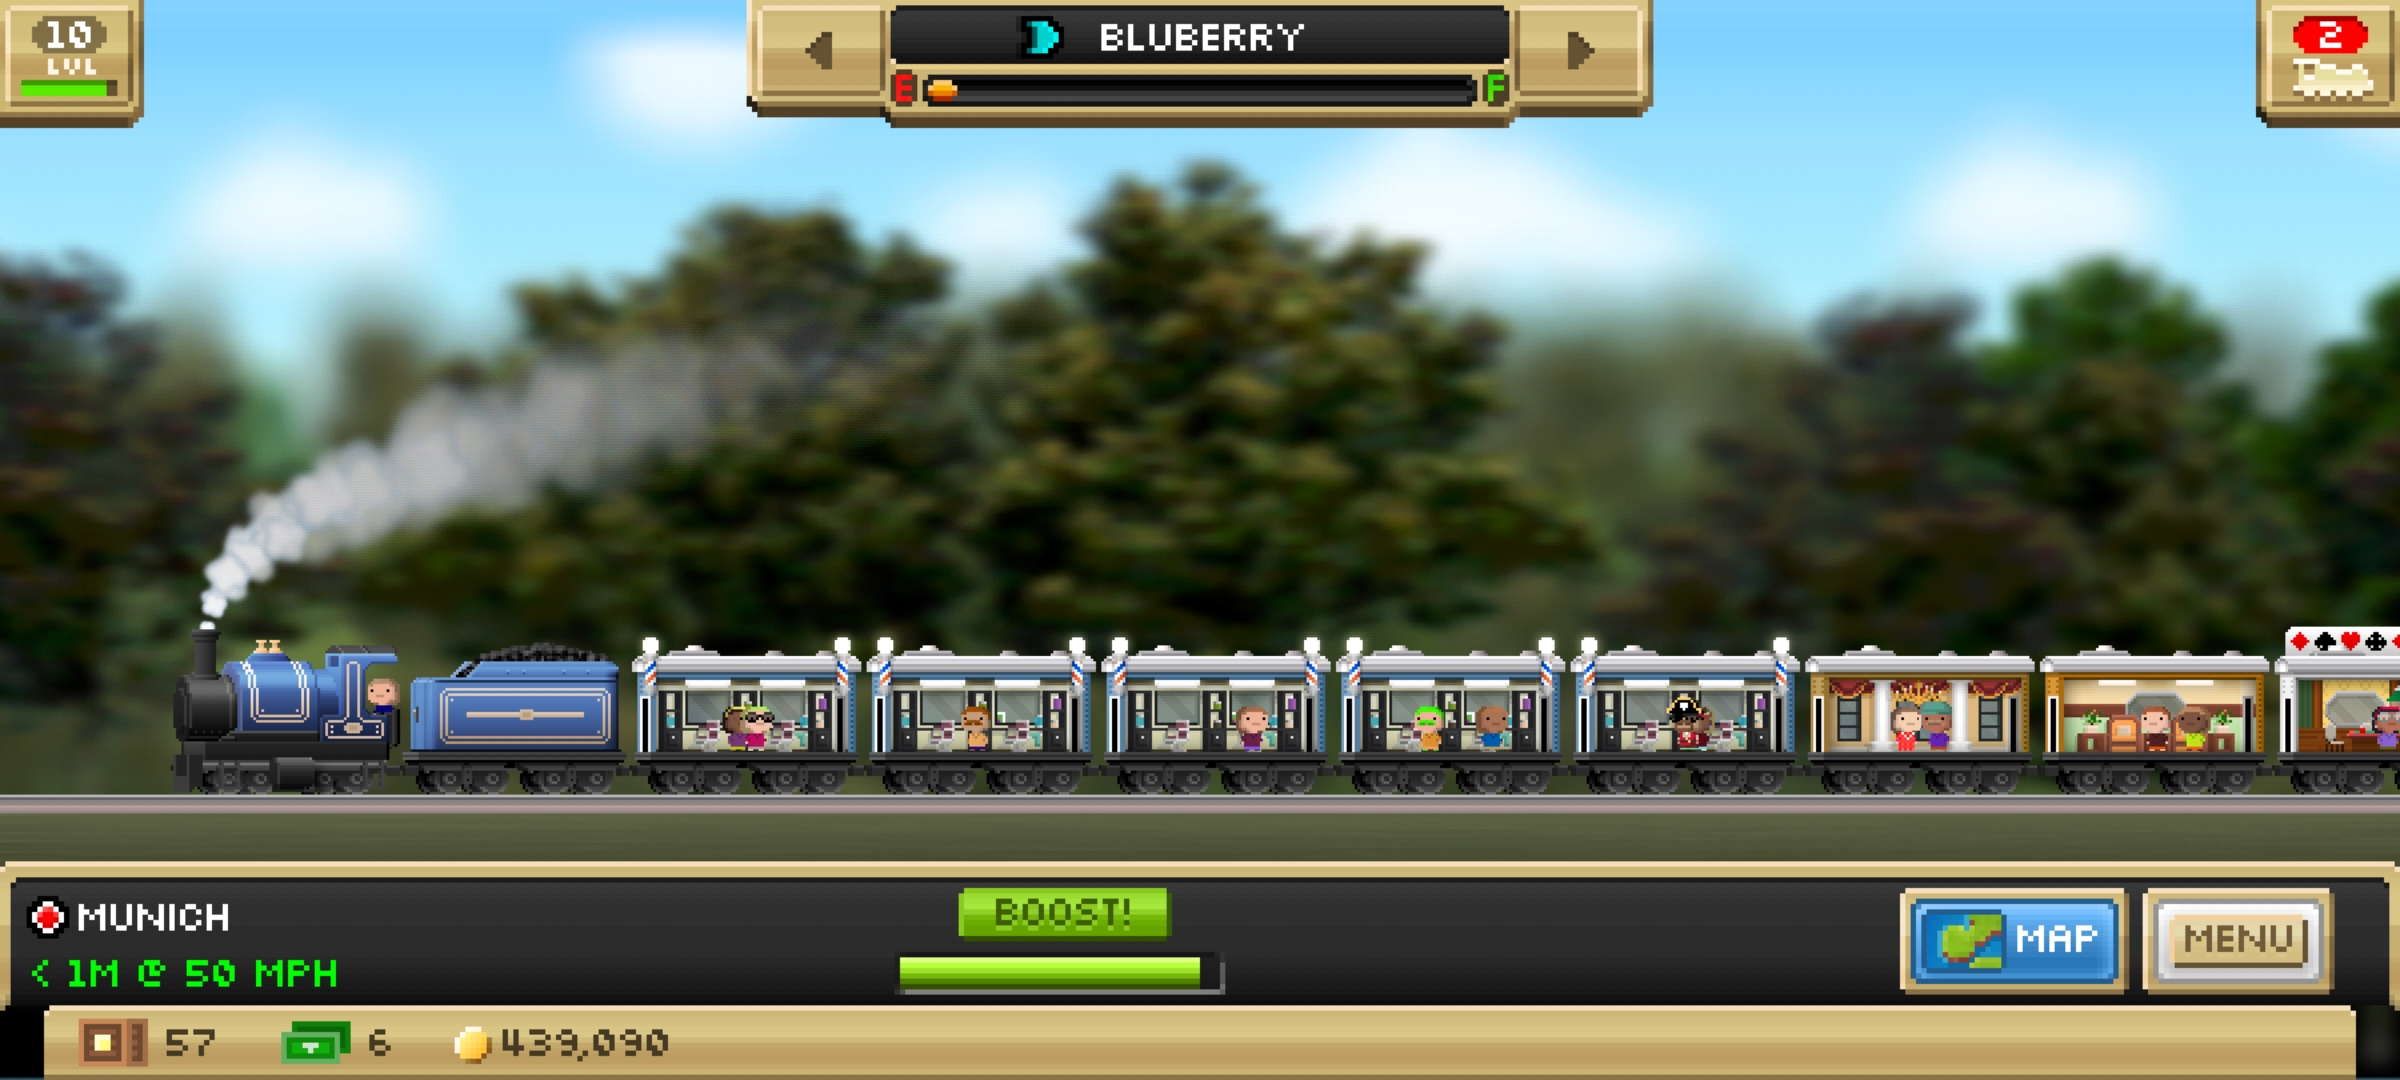 10
LVL
BLUBERRY
E F
2
MUNICH
< 1M @ 50 MPH
BOOST!
MAP
MENU
57
6
439,090